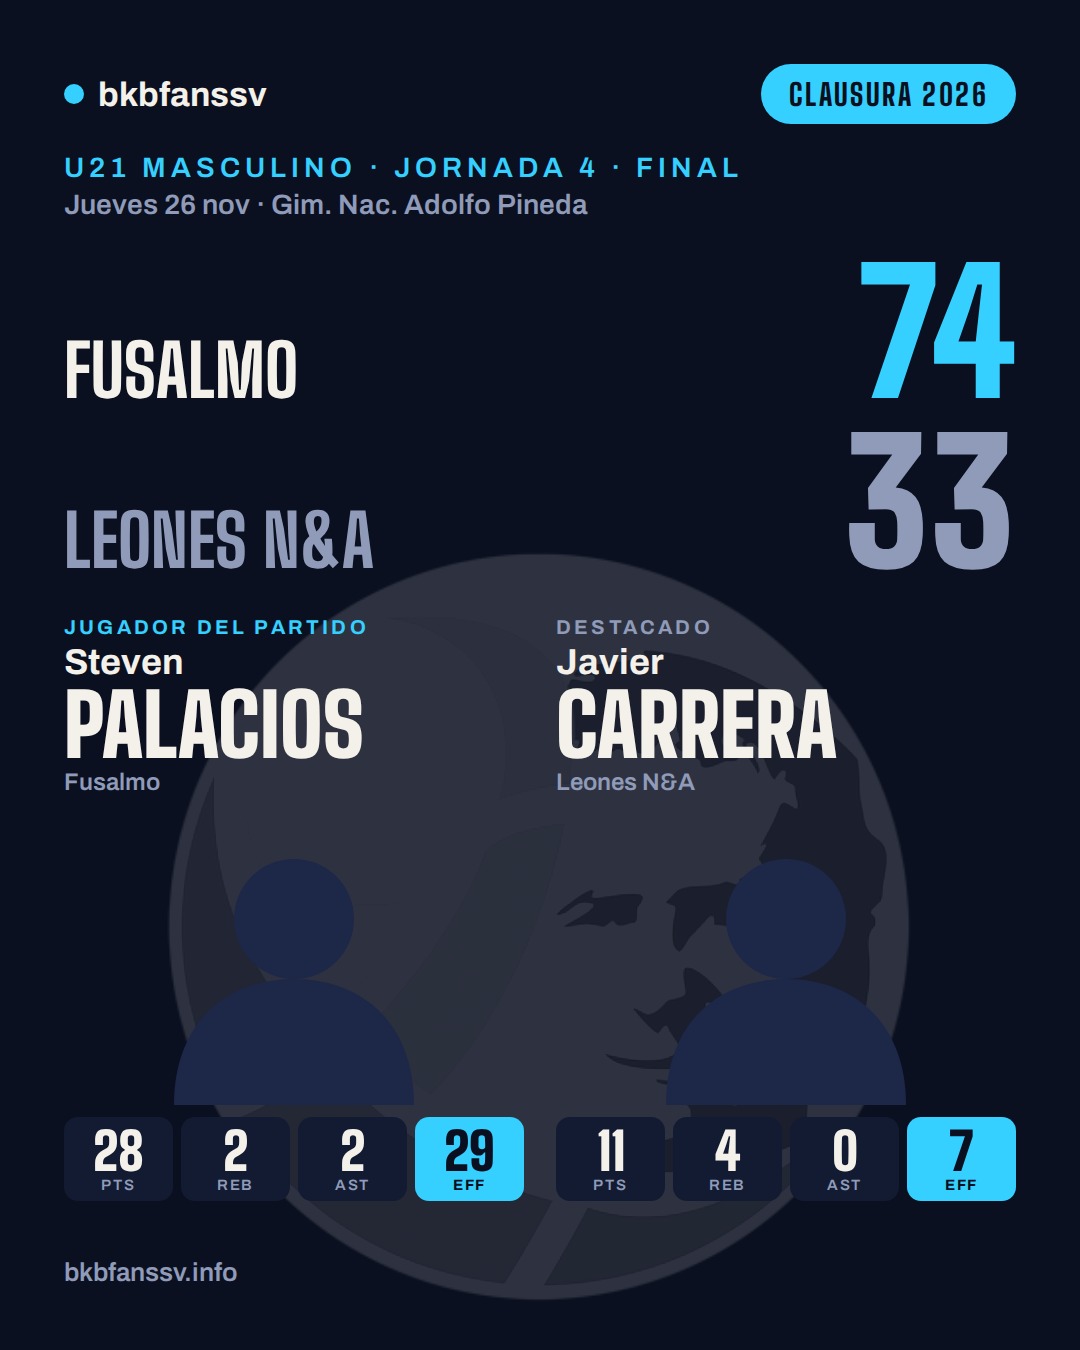 bkbfanssv
CLAUSURA 2026
U21 MASCULINO · JORNADA 4 · FINAL
Jueves 26 nov · Gim. Nac. Adolfo Pineda
FUSALMO 74
LEONES N&A 33
JUGADOR DEL PARTIDO
Steven
PALACIOS
Fusalmo
DESTACADO
Javier
CARRERA
Leones N&A
28 2 2 29
PTS REB AST EFF
11 4 0 7
PTS REB AST EFF
bkbfanssv.info